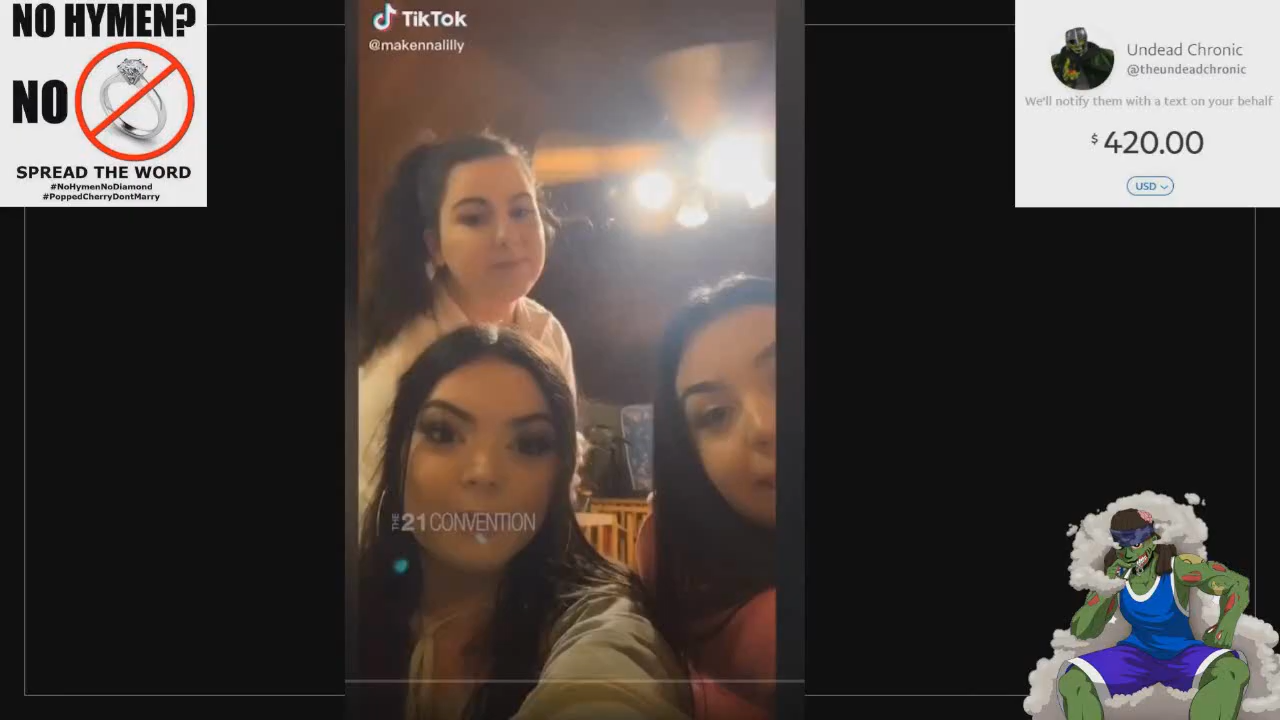 NO HYMEN?
NO
SPREAD THE WORD
#NoHymenNoDiamond
#PoppedCherryDontMarry
TikTok
@makennalilly
THE 21 CONVENTION
Undead Chronic
@theundeadchronic
We'll notify them with a text on your behalf
$ 420.00
USD